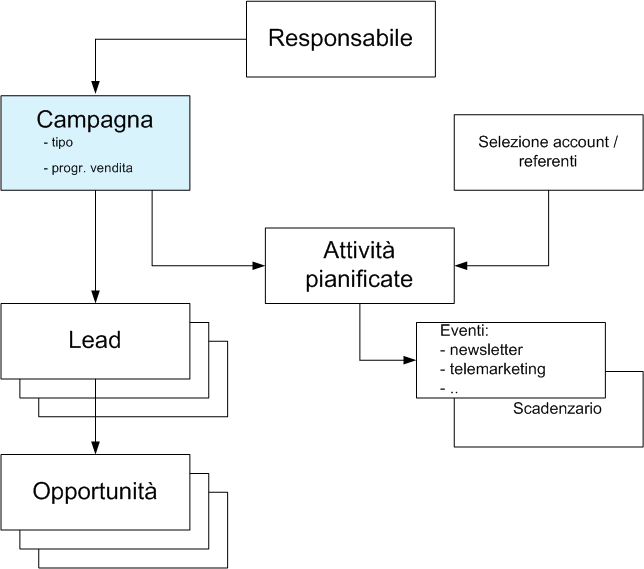 Responsabile
Campagna
- tipo
- progr. vendita
Selezione account /
referenti
Attività
pianificate
Lead
Eventi:
- newsletter
- telemarketing
- ..
Scadenzario
Opportunità